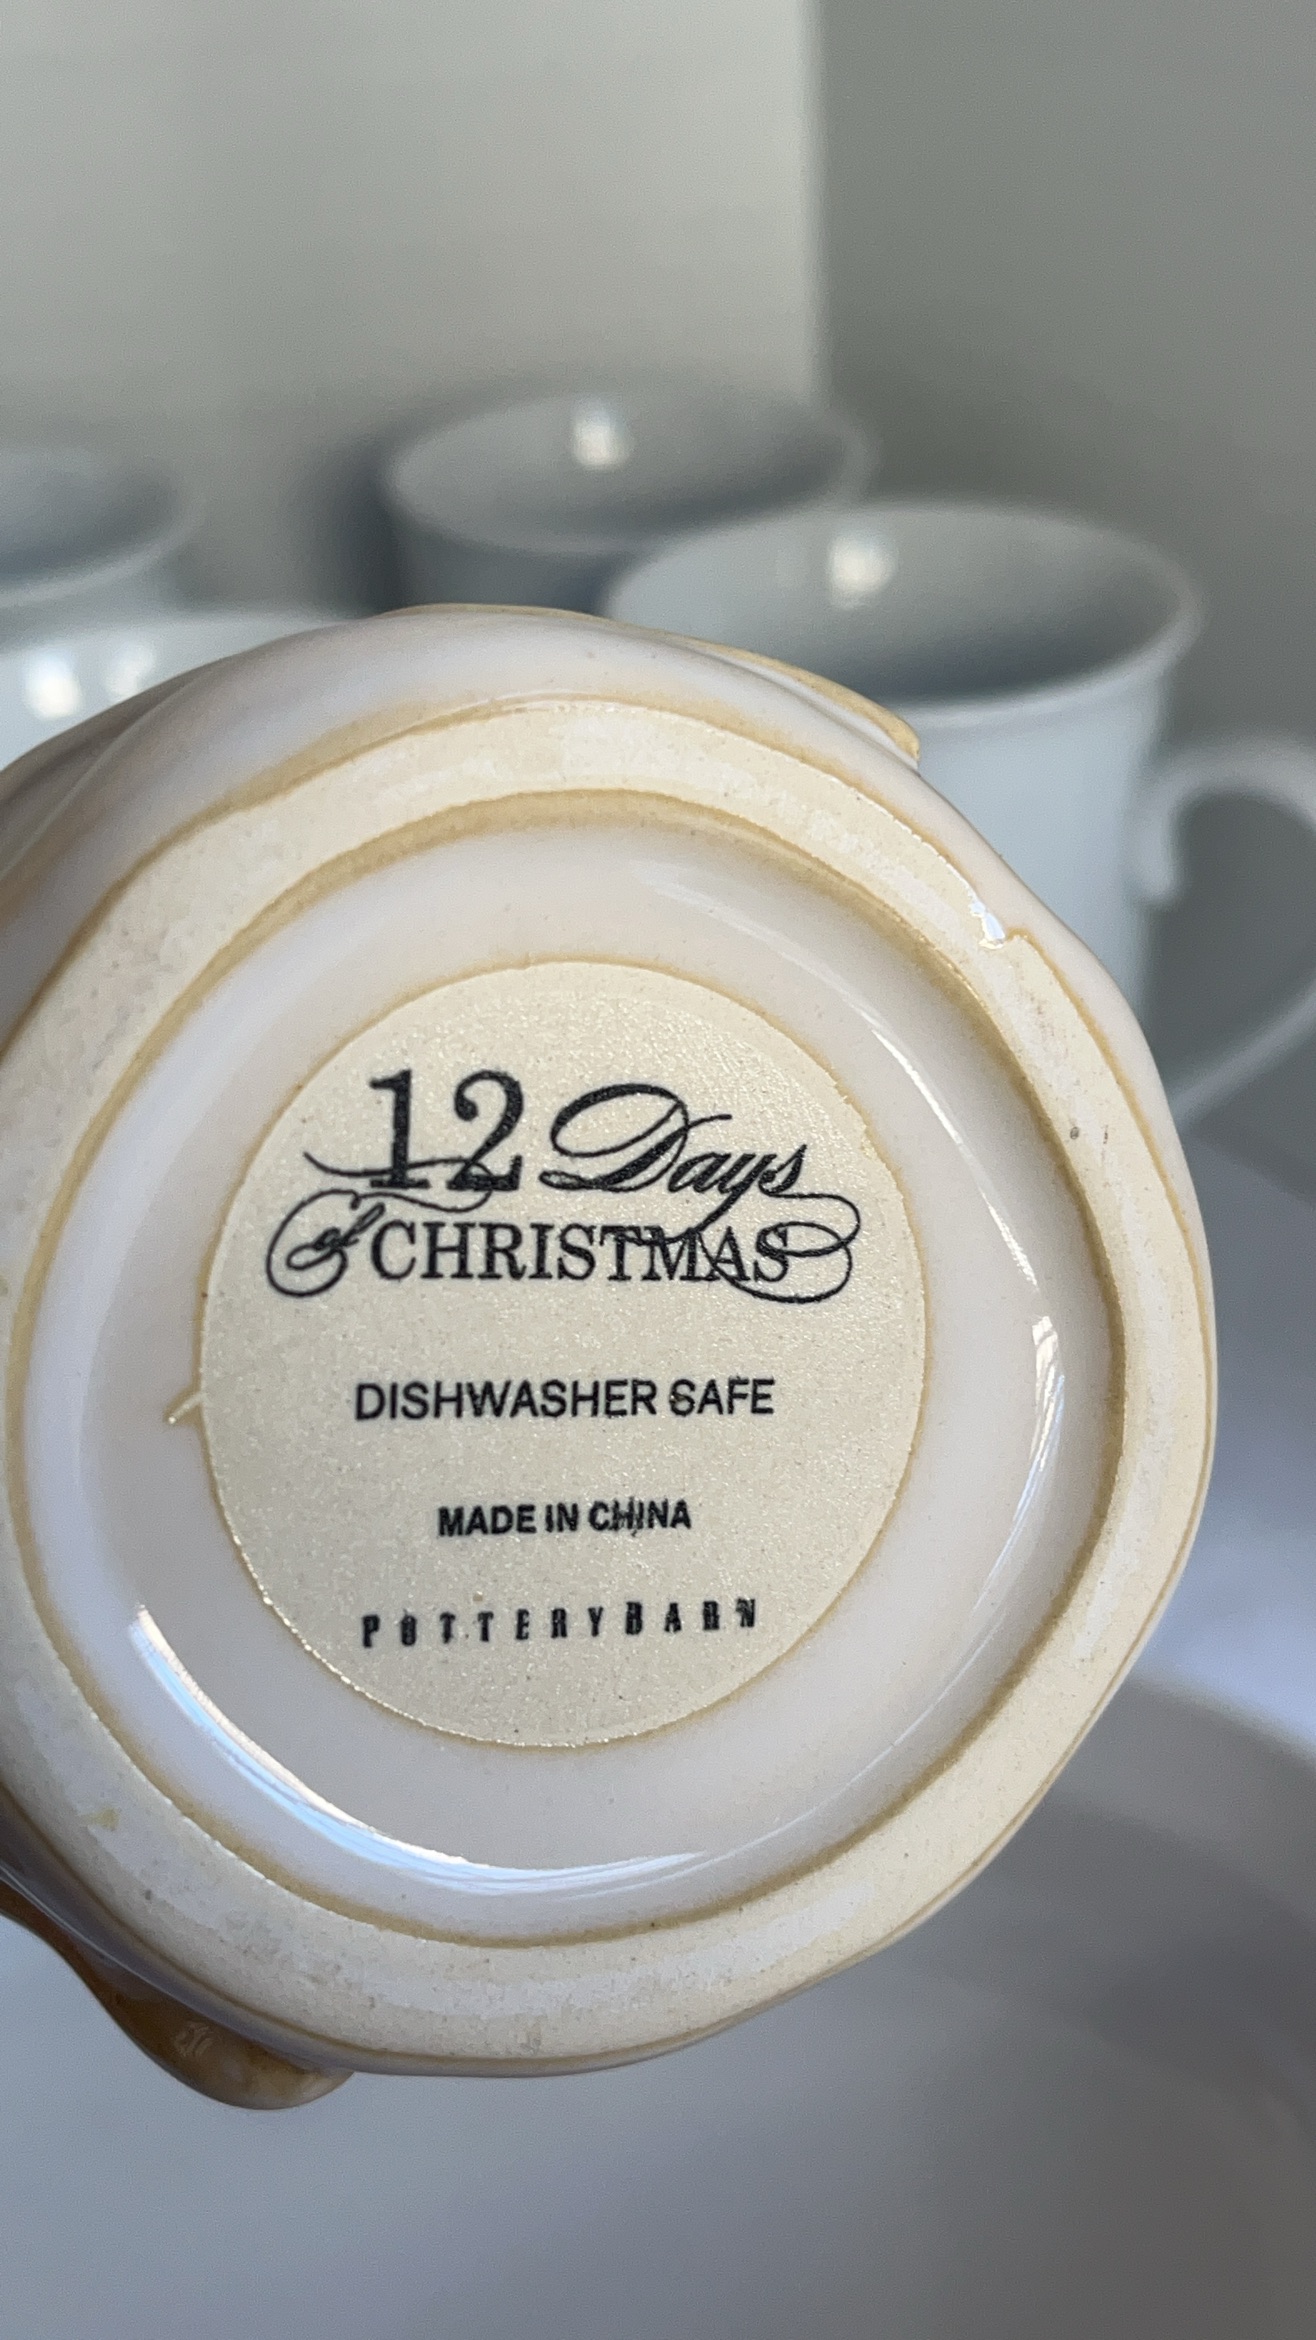 12 Days
of CHRISTMAS
DISHWASHER SAFE
MADE IN CHINA
POTTERYBARN